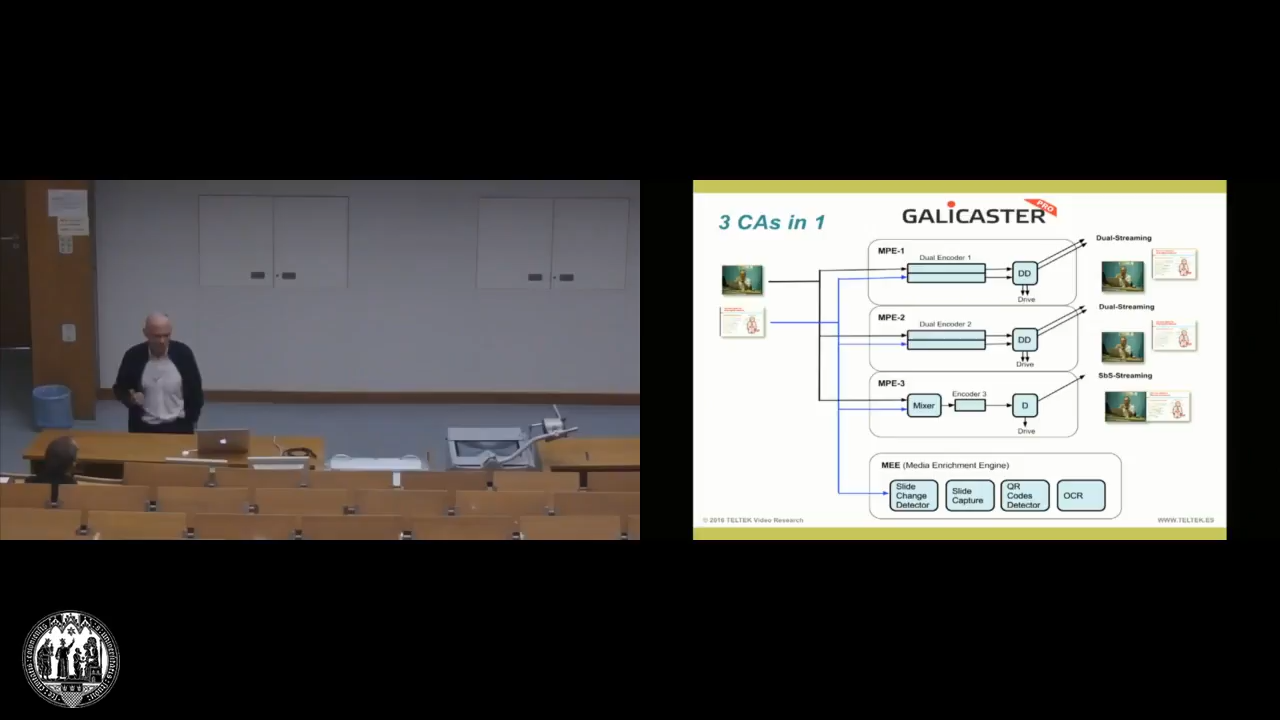 3 CAs in 1
GALiCASTER PRO
MPE-1
Dual Encoder 1
DD
Drive
Dual-Streaming
MPE-2
Dual Encoder 2
DD
Drive
Dual-Streaming
MPE-3
Mixer
Encoder 3
D
Drive
SbS-Streaming
MEE (Media Enrichment Engine)
Slide
Change
Detector
Slide
Capture
QR
Codes
Detector
OCR
© 2016 TELTEK Video Research
WWW.TELTEK.ES